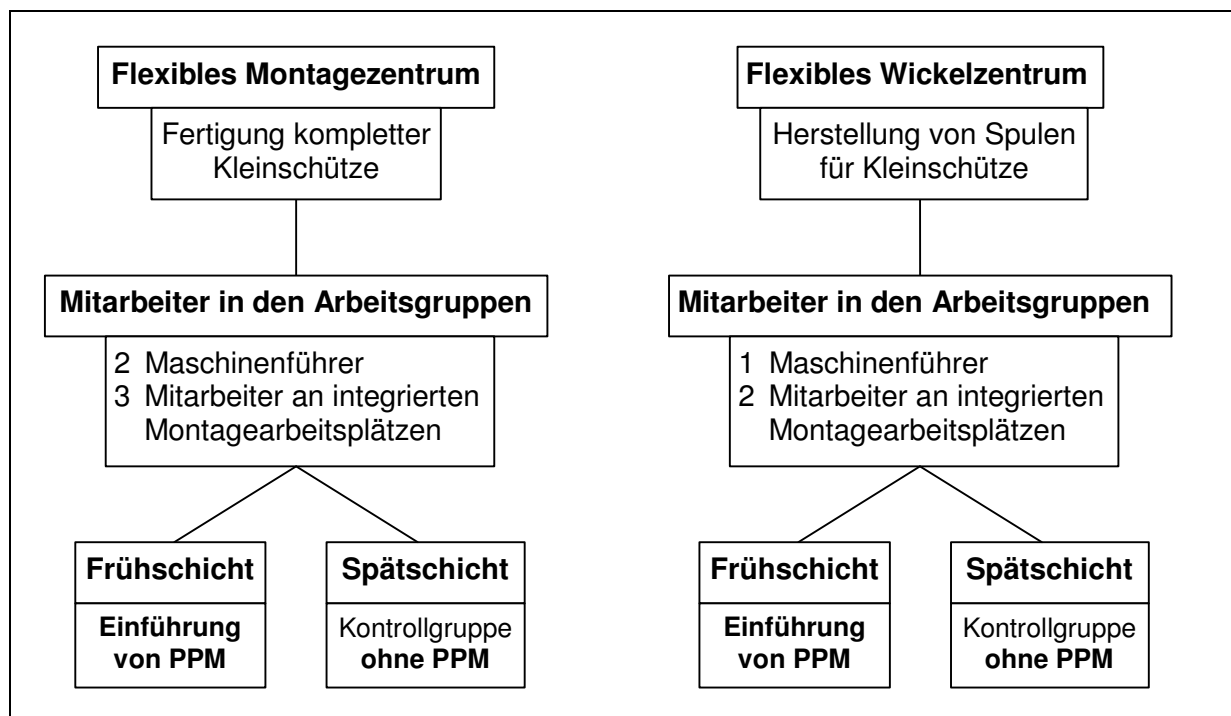 Flexibles Montagezentrum
Fertigung kompletter
Kleinschütze
Mitarbeiter in den Arbeitsgruppen
2 Maschinenführer
3 Mitarbeiter an integrierten
Montagearbeitsplätzen
Frühschicht
Einführung
von PPM
Spätschicht
Kontrollgruppe
ohne PPM
Flexibles Wickelzentrum
Herstellung von Spulen
für Kleinschütze
Mitarbeiter in den Arbeitsgruppen
1 Maschinenführer
2 Mitarbeiter an integrierten
Montagearbeitsplätzen
Frühschicht
Einführung
von PPM
Spätschicht
Kontrollgruppe
ohne PPM